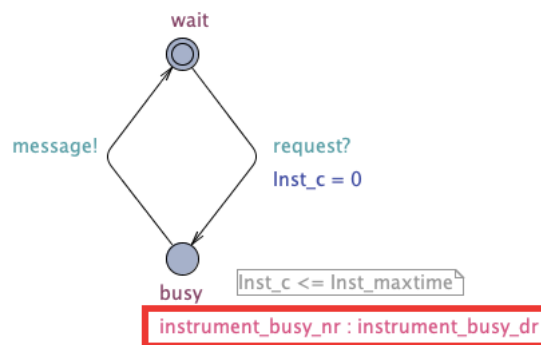 wait
message!
request?
Inst_c = 0
Inst_c <= Inst_maxtime
busy
instrument_busy_nr : instrument_busy_dr